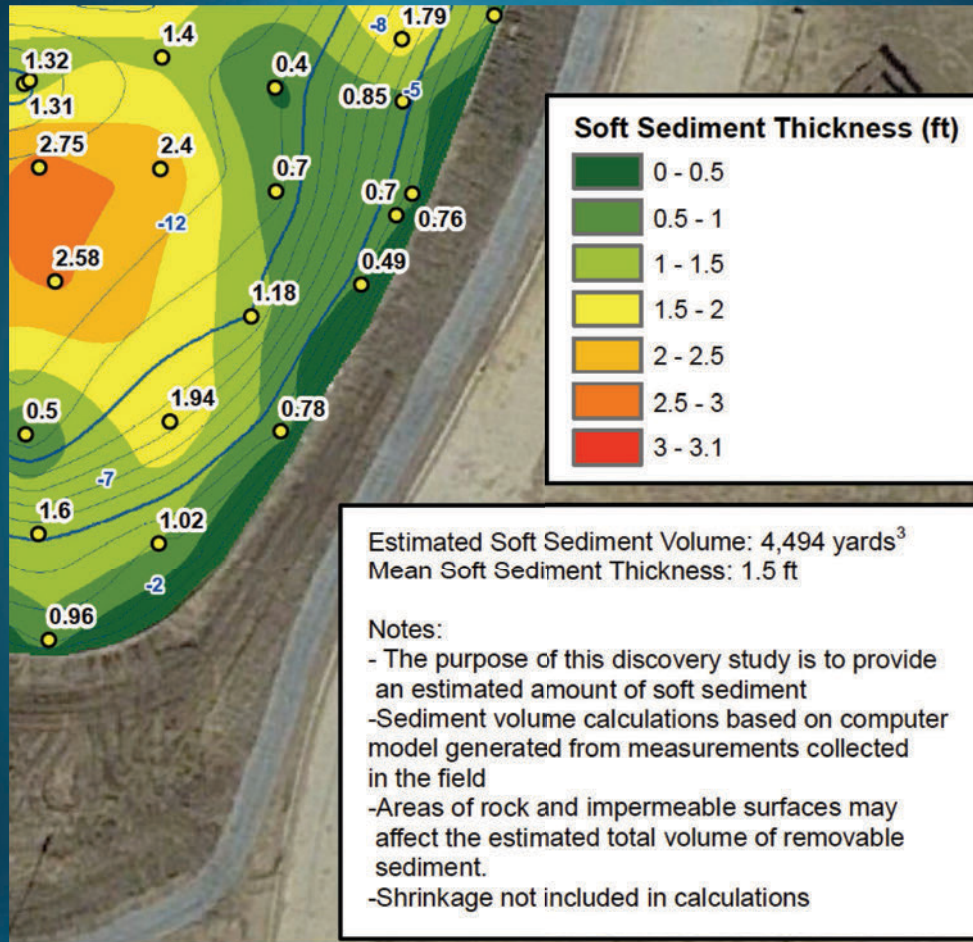 1.79
-8
1.4
1.32
0.4
-5
0.85
1.31
2.75
2.4
0.7
0.7
0.76
-12
2.58
0.49
1.18
1.94
0.78
0.5
-7
1.6
1.02
-2
0.96
Soft Sediment Thickness (ft)
0 - 0.5
0.5 - 1
1 - 1.5
1.5 - 2
2 - 2.5
2.5 - 3
3 - 3.1
Estimated Soft Sediment Volume: 4,494 yards³
Mean Soft Sediment Thickness: 1.5 ft
Notes:
- The purpose of this discovery study is to provide
an estimated amount of soft sediment
-Sediment volume calculations based on computer
model generated from measurements collected
in the field
-Areas of rock and impermeable surfaces may
affect the estimated total volume of removable
sediment.
-Shrinkage not included in calculations